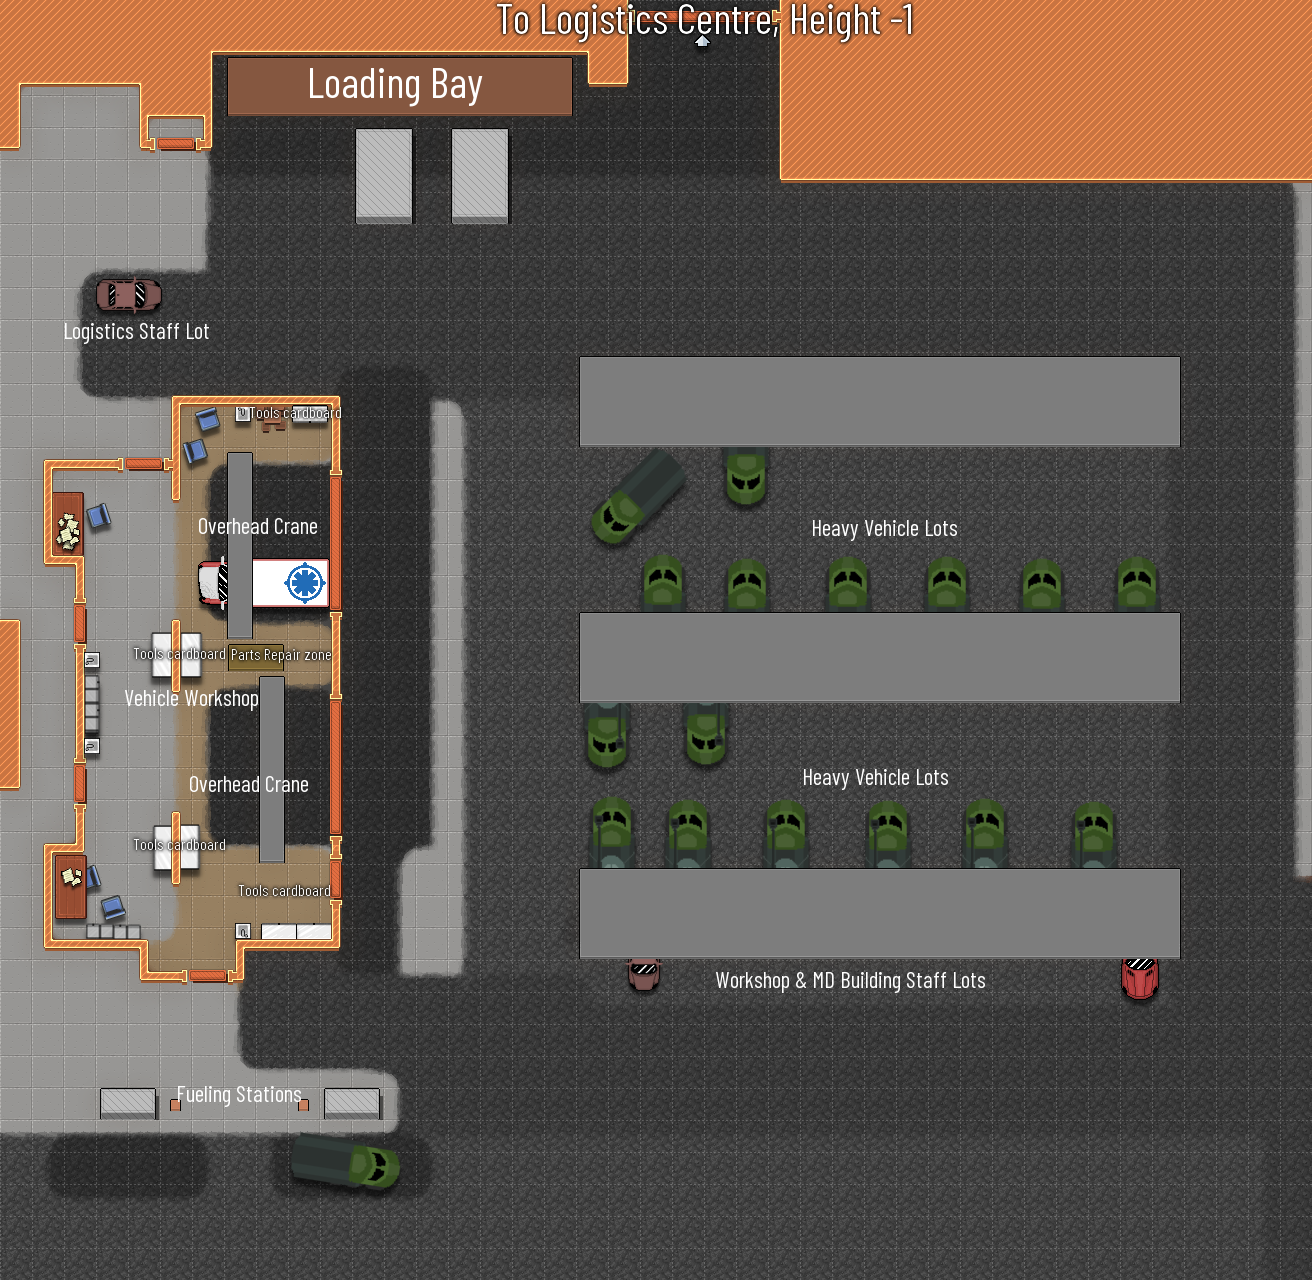 To Logistics Centre, Height -1
Loading Bay
Logistics Staff Lot
Tools cardboard
Overhead Crane
Heavy Vehicle Lots
Tools cardboard
Parts Repair zone
Vehicle Workshop
Overhead Crane
Heavy Vehicle Lots
Tools cardboard
Tools cardboard
Workshop & MD Building Staff Lots
Fueling Stations